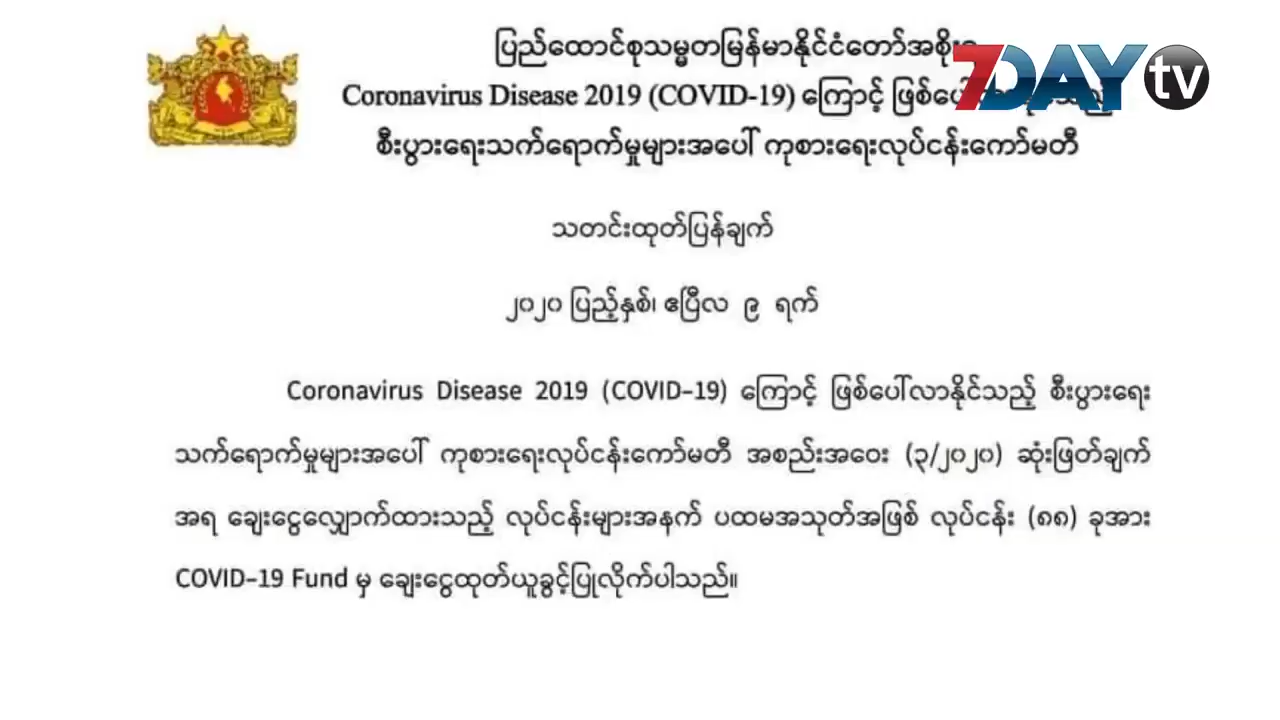 ပြည်ထောင်စုသမ္မတမြန်မာနိုင်ငံတော်အစိုးရ
7DAY tv
Coronavirus Disease 2019 (COVID-19) ကြောင့် ဖြစ်ပေါ်
စီးပွားရေးသက်ရောက်မှုများအပေါ် ကုစားရေးလုပ်ငန်းကော်မတီ
သတင်းထုတ်ပြန်ချက်
၂၀၂၀ ပြည့်နှစ်၊ ဧပြီလ ၉ ရက်
Coronavirus Disease 2019 (COVID-19) ကြောင့် ဖြစ်ပေါ်လာနိုင်သည့် စီးပွားရေး
သက်ရောက်မှုများအပေါ် ကုစားရေးလုပ်ငန်းကော်မတီ အစည်းအဝေး (၃/၂၀၂၀) ဆုံးဖြတ်ချက်
အရ ချေးငွေလျှောက်ထားသည့် လုပ်ငန်းများအနက် ပထမအသုတ်အဖြစ် လုပ်ငန်း (၈၈) ခုအား
COVID-19 Fund မှ ချေးငွေထုတ်ယူခွင့်ပြုလိုက်ပါသည်။